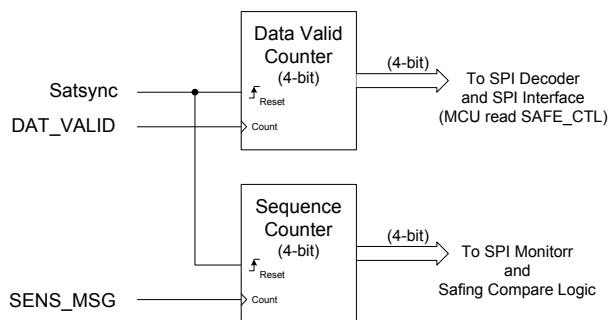 Data Valid
Counter
(4-bit)
Reset
Count
Satsync
DAT_VALID
(4-bit)
To SPI Decoder
and SPI Interface
(MCU read SAFE_CTL)
Sequence
Counter
(4-bit)
Reset
Count
SENS_MSG
(4-bit)
To SPI Monitorr
and
Safing Compare Logic